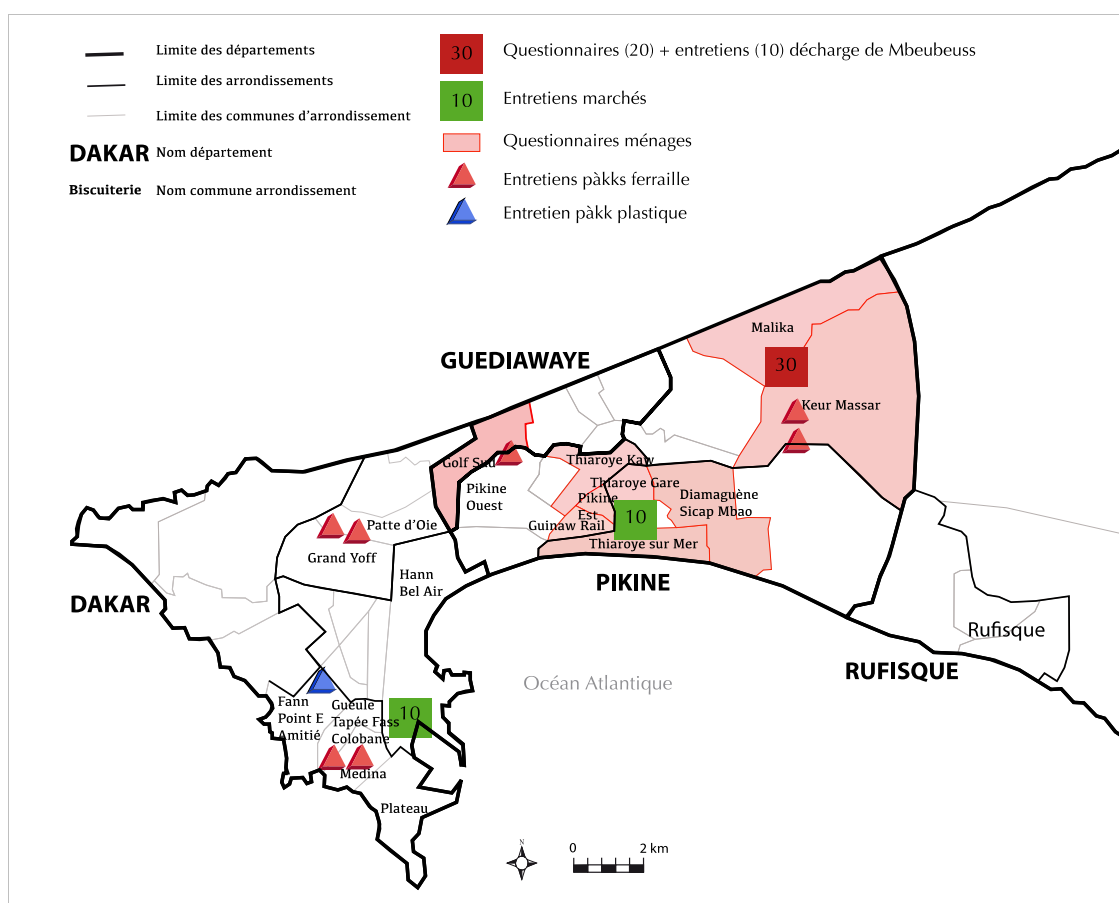 Limite des départements
Limite des arrondissements
Limite des communes d'arrondissement
DAKAR Nom département
Biscuiterie Nom commune arrondissement
30 Questionnaires (20) + entretiens (10) décharge de Mbeubeuss
10 Entretiens marchés
Questionnaires ménages
Entretiens pàkks ferraille
Entretien pàkk plastique
Malika
GUEDIAWAYE
30
Keur Massar
Golf Sud
Thiaroye Kaw
Pikine
Ouest
Thiaroye Gare
Pikine
Est
Diamaguène
Sicap Mbao
10
Guinaw Rail
Patte d'Oie
Thiaroye sur Mer
Grand Yoff
Hann
Bel Air
PIKINE
DAKAR
Rufisque
RUFISQUE
Océan Atlantique
Fann
Point E
Amitié
Gueule
Tapée Fass
Colobane
10
Medina
Plateau
N
0 2 km